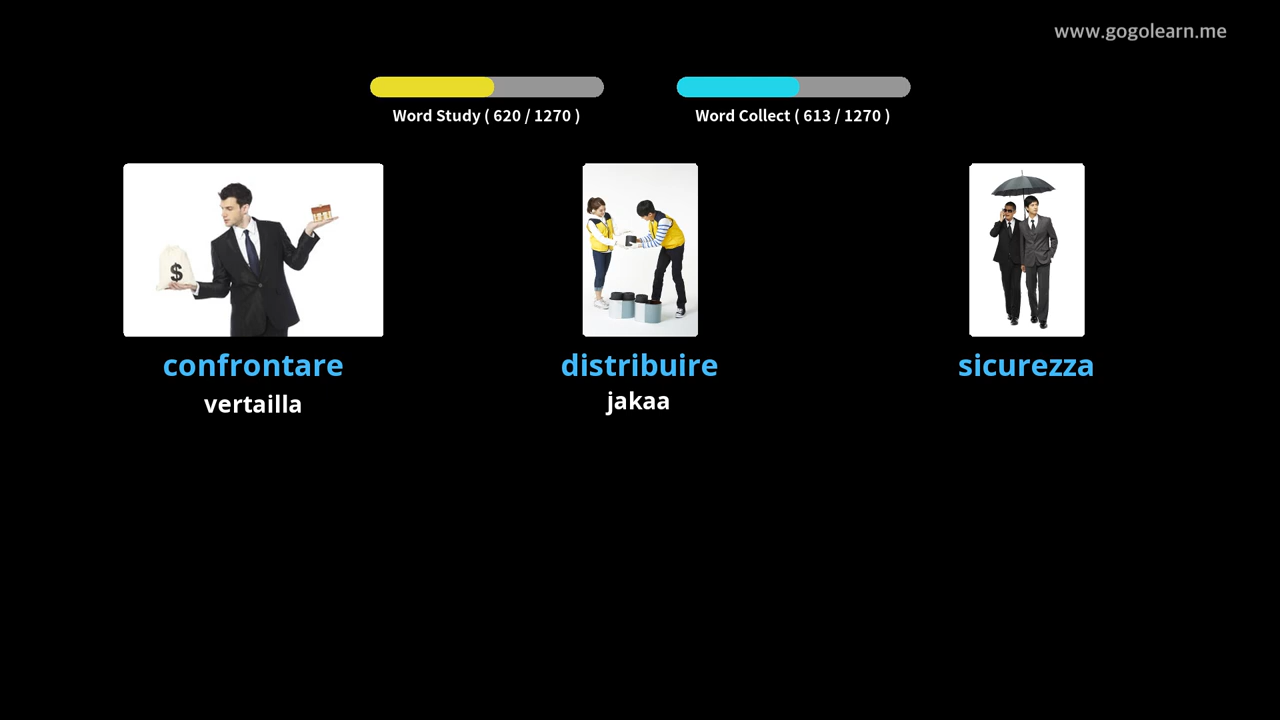 www.gogolearn.me
Word Study ( 620 / 1270 )
Word Collect ( 613 / 1270 )
$
confrontare
distribuire
sicurezza
vertailla
jakaa